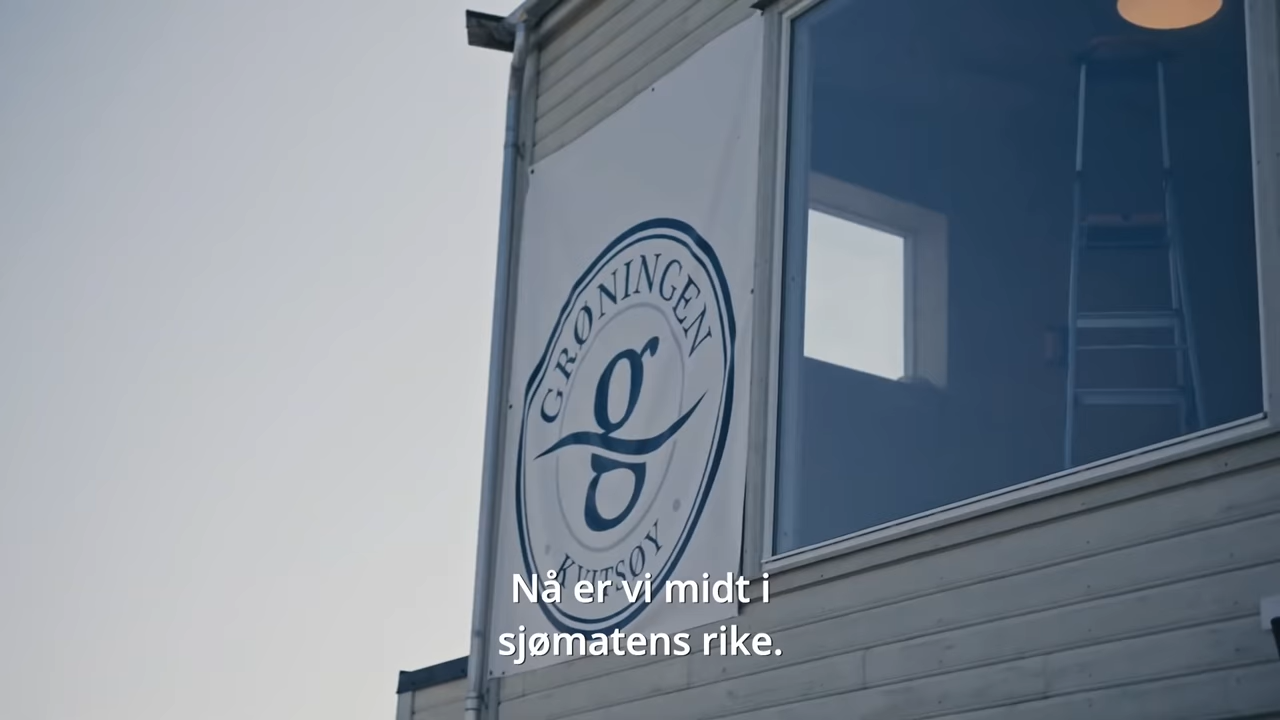 GRØNINGEN
g
KVITSØY
Nå er vi midt i
sjømatens rike.